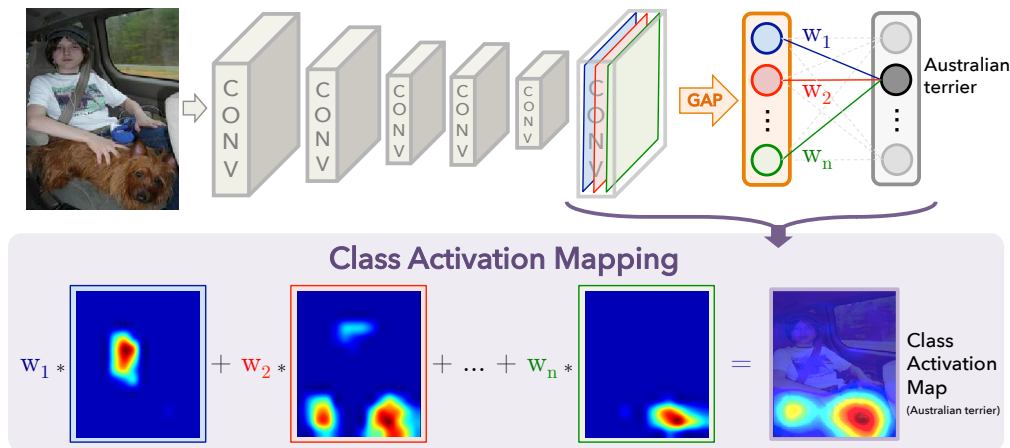 CONV
CONV
CONV
CONV
CONV
CONV
GAP
w1
w2
wn
Australian
terrier
Class Activation Mapping
w1 * + w2 * + ... + wn * =
Class
Activation
Map
(Australian terrier)